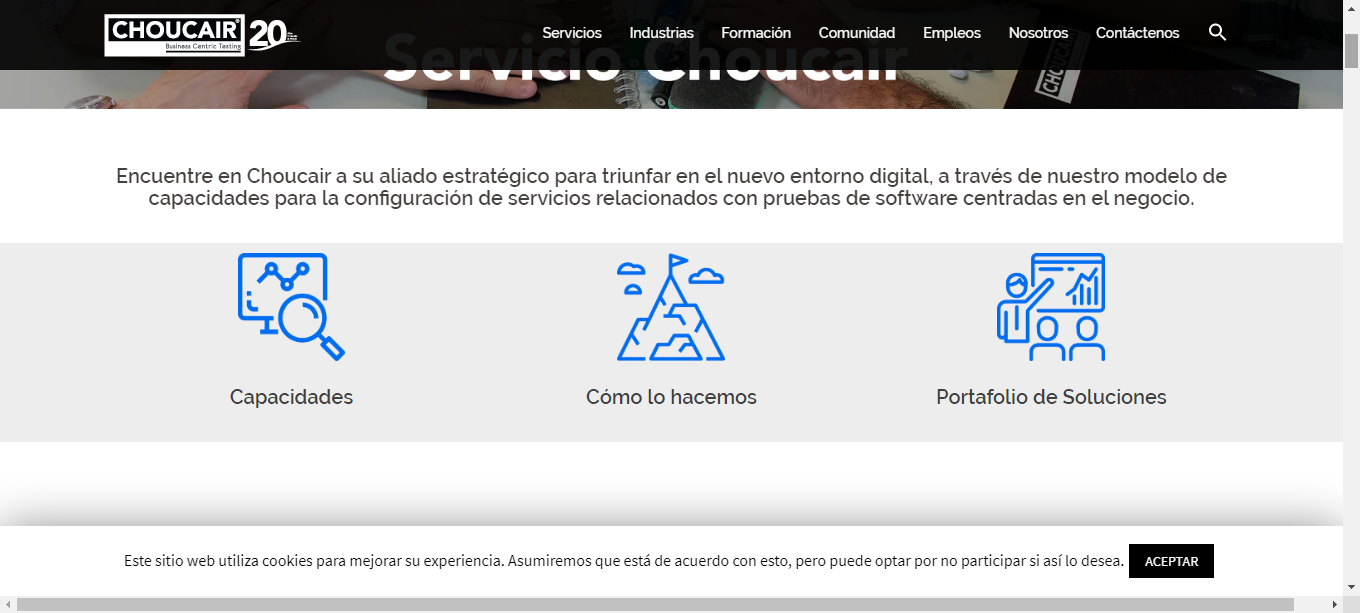 CHOUCAIR
Business Centric Testing
20
Servicios
Industrias
Formación
Comunidad
Empleos
Nosotros
Contáctenos
Servicio Choucair
Encuentre en Choucair a su aliado estratégico para triunfar en el nuevo entorno digital, a través de nuestro modelo de
capacidades para la configuración de servicios relacionados con pruebas de software centradas en el negocio.
Capacidades
Cómo lo hacemos
Portafolio de Soluciones
Este sitio web utiliza cookies para mejorar su experiencia. Asumiremos que está de acuerdo con esto, pero puede optar por no participar si así lo desea.
ACEPTAR